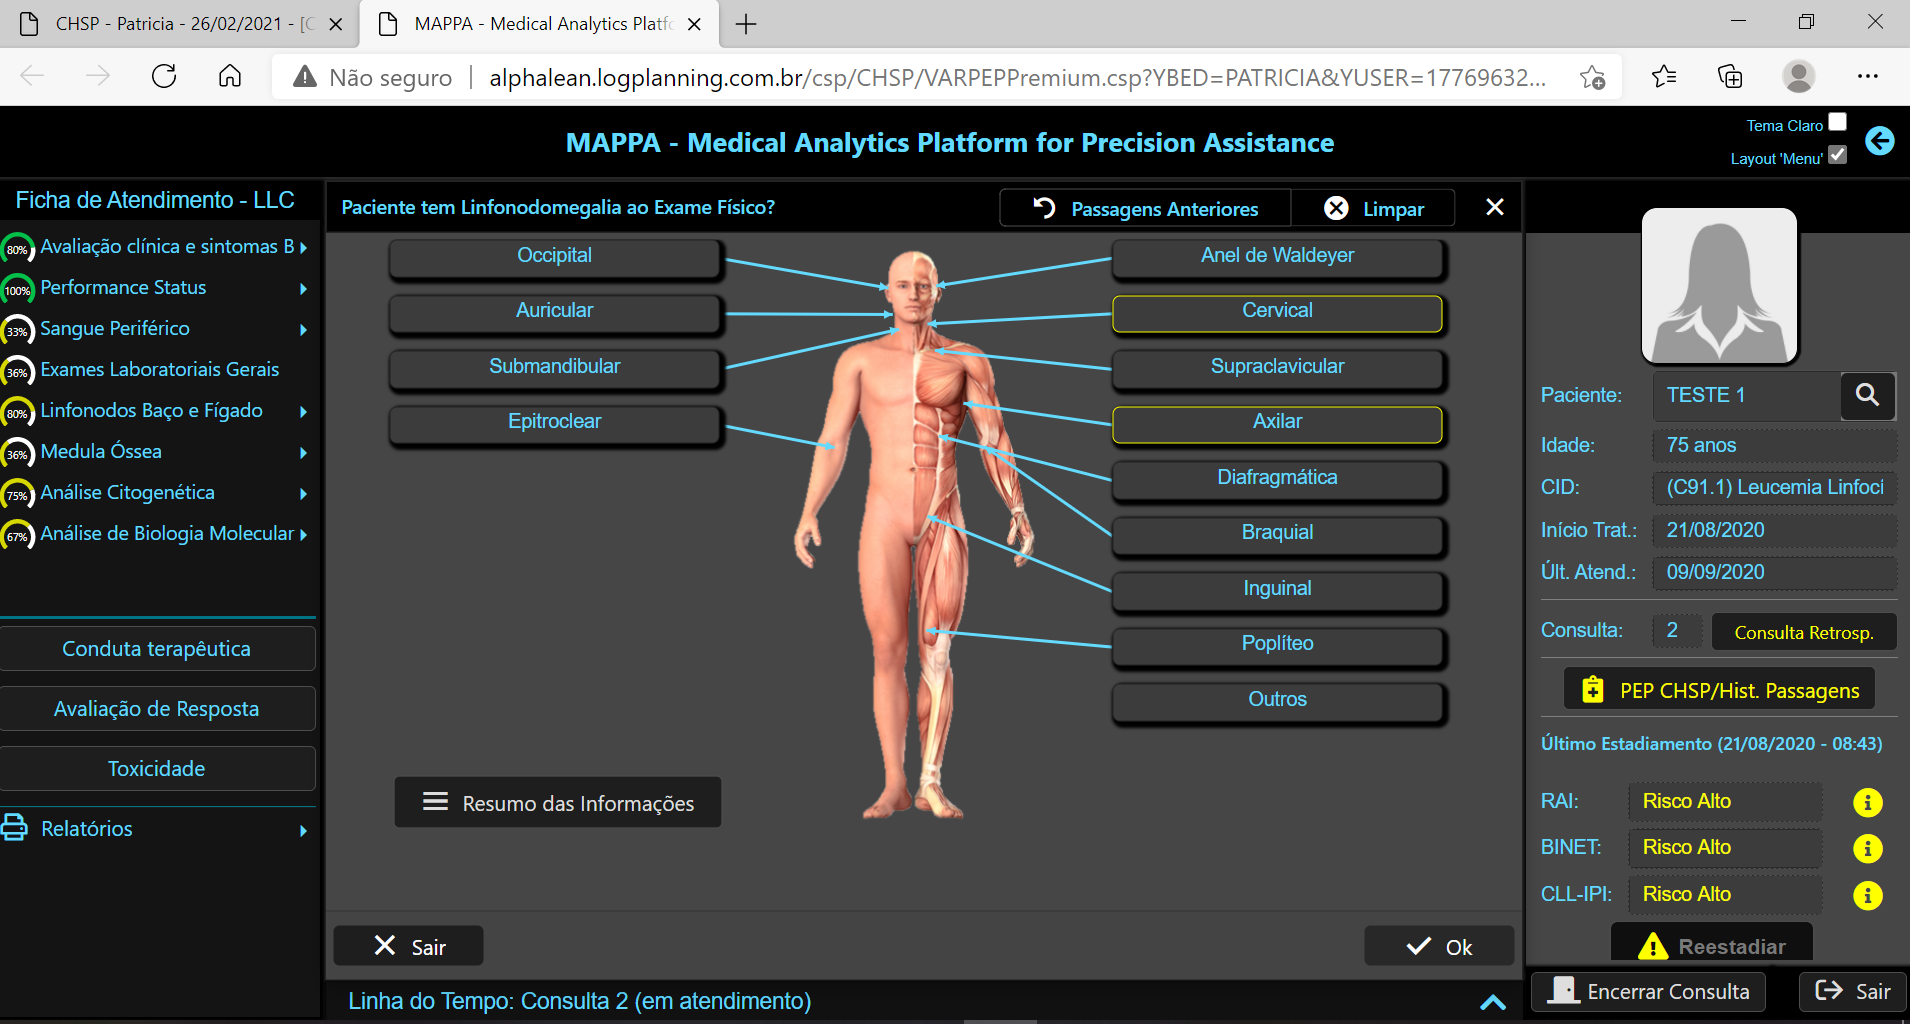 CHSP - Patricia - 26/02/2021 - [C
MAPPA - Medical Analytics Platfo
Não seguro
alphalean.logplanning.com.br/csp/CHSP/VARPEPPremium.csp?YBED=PATRICIA&YUSER=17769632...
MAPPA - Medical Analytics Platform for Precision Assistance
Tema Claro
Layout 'Menu'
Ficha de Atendimento - LLC
80% Avaliação clínica e sintomas B
100% Performance Status
33% Sangue Periférico
36% Exames Laboratoriais Gerais
80% Linfonodos Baço e Fígado
36% Medula Óssea
75% Análise Citogenética
67% Análise de Biologia Molecular
Conduta terapêutica
Avaliação de Resposta
Toxicidade
Relatórios
Paciente tem Linfonodomegalia ao Exame Físico?
Passagens Anteriores
Limpar
Occipital
Auricular
Submandibular
Epitroclear
Anel de Waldeyer
Cervical
Supraclavicular
Axilar
Diafragmática
Braquial
Inguinal
Poplíteo
Outros
Resumo das Informações
Sair
Ok
Linha do Tempo: Consulta 2 (em atendimento)
Paciente: TESTE 1
Idade: 75 anos
CID: (C91.1) Leucemia Linfoci
Início Trat.: 21/08/2020
Últ. Atend.: 09/09/2020
Consulta: 2 Consulta Retrosp.
PEP CHSP/Hist. Passagens
Último Estadiamento (21/08/2020 - 08:43)
RAI: Risco Alto
BINET: Risco Alto
CLL-IPI: Risco Alto
Reestadiar
Encerrar Consulta
Sair